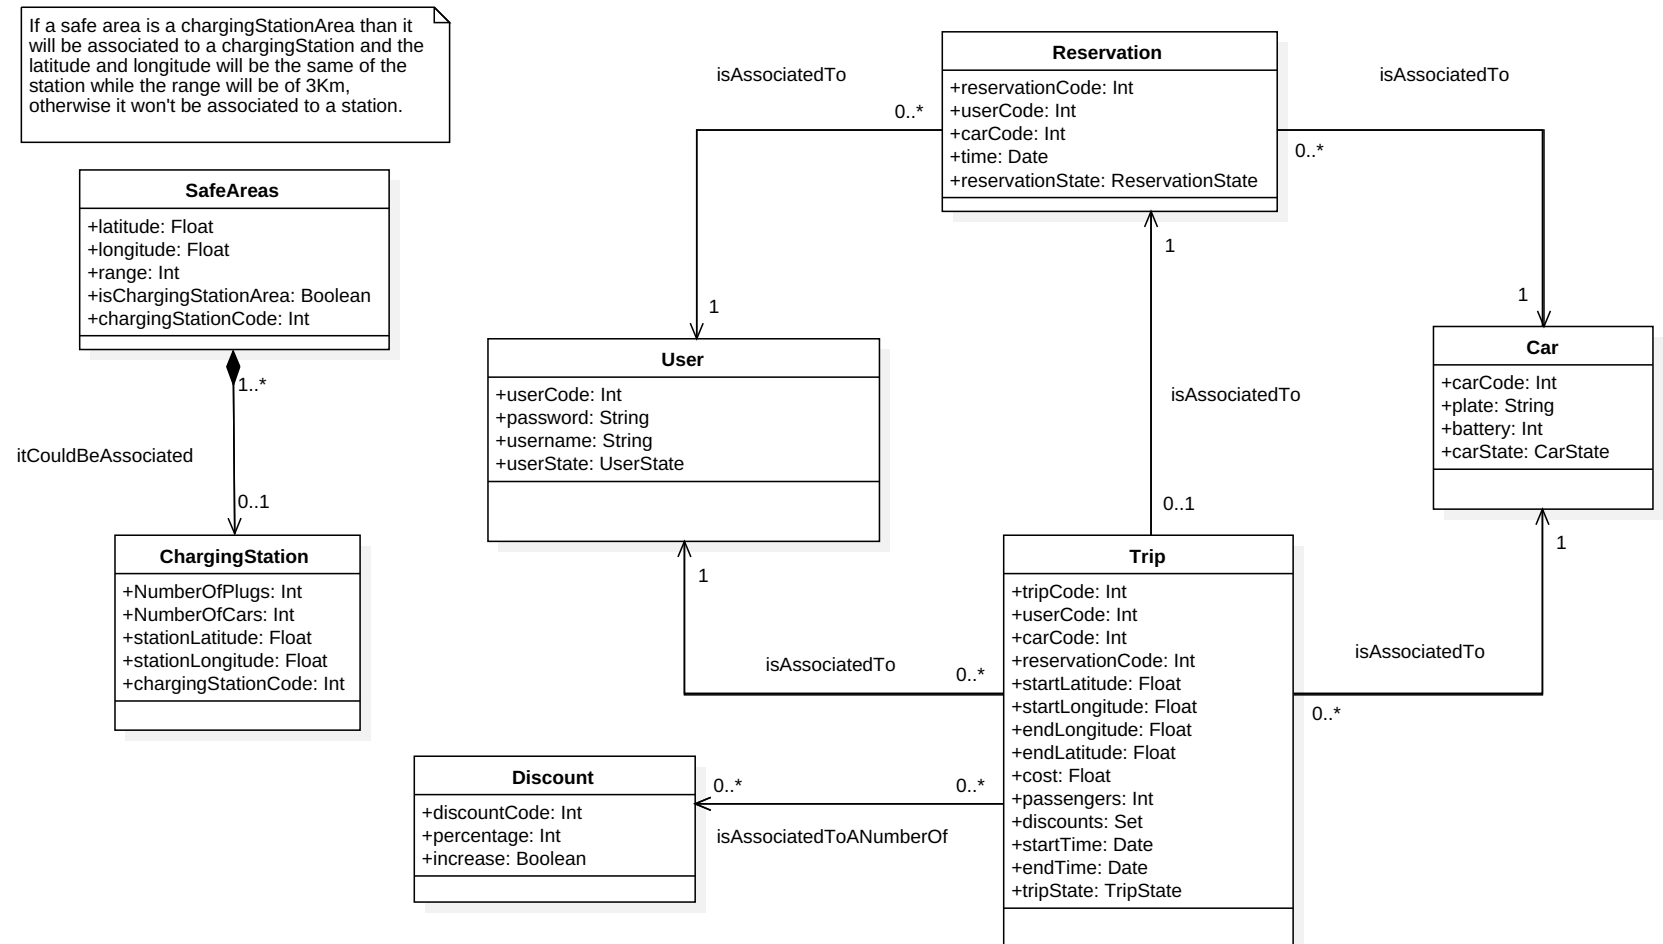 If a safe area is a chargingStationArea than it
will be associated to a chargingStation and the
latitude and longitude will be the same of the
station while the range will be of 3Km,
otherwise it won't be associated to a station.
SafeAreas
+latitude: Float
+longitude: Float
+range: Int
+isChargingStationArea: Boolean
+chargingStationCode: Int
1..*
itCouldBeAssociated
0..1
ChargingStation
+NumberOfPlugs: Int
+NumberOfCars: Int
+stationLatitude: Float
+stationLongitude: Float
+chargingStationCode: Int
Reservation
+reservationCode: Int
+userCode: Int
+carCode: Int
+time: Date
+reservationState: ReservationState
isAssociatedTo
0..*
1
isAssociatedTo
0..*
1
User
+userCode: Int
+password: String
+username: String
+userState: UserState
Car
+carCode: Int
+plate: String
+battery: Int
+carState: CarState
1
isAssociatedTo
0..1
Trip
+tripCode: Int
+userCode: Int
+carCode: Int
+reservationCode: Int
+startLatitude: Float
+startLongitude: Float
+endLongitude: Float
+endLatitude: Float
+cost: Float
+passengers: Int
+discounts: Set
+startTime: Date
+endTime: Date
+tripState: TripState
1
isAssociatedTo
0..*
1
isAssociatedTo
0..*
Discount
+discountCode: Int
+percentage: Int
+increase: Boolean
0..*
0..*
isAssociatedToANumberOf